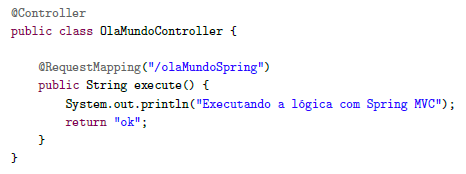 @Controller
public class OlaMundoController {
@RequestMapping("/olaMundoSpring")
public String execute() {
System.out.println("Executando a lógica com Spring MVC");
return "ok";
}
}